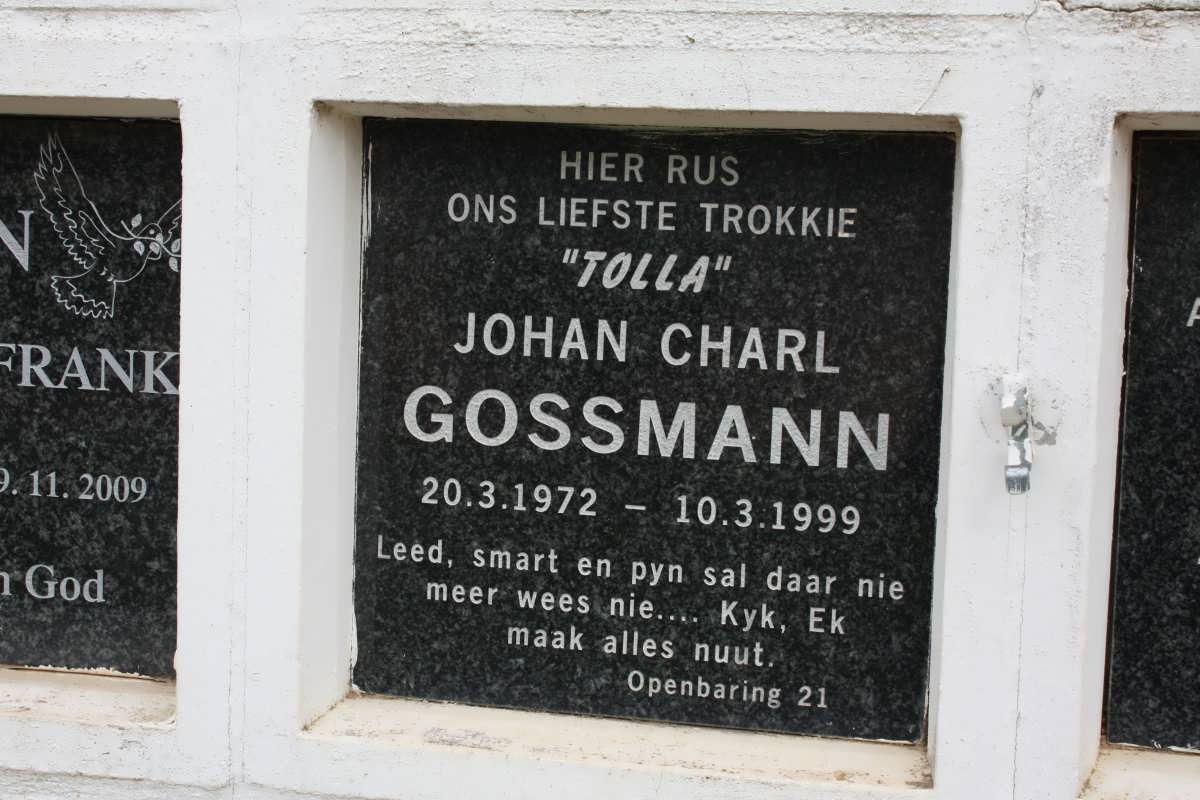 HIER RUS
ONS LIEFSTE TROKKIE
"TOLLA"
JOHAN CHARL
GOSSMANN
20.3.1972 – 10.3.1999
Leed, smart en pyn sal daar nie
meer wees nie.... Kyk, Ek
maak alles nuut.
Openbaring 21
N
FRANK
9.11.2009
God